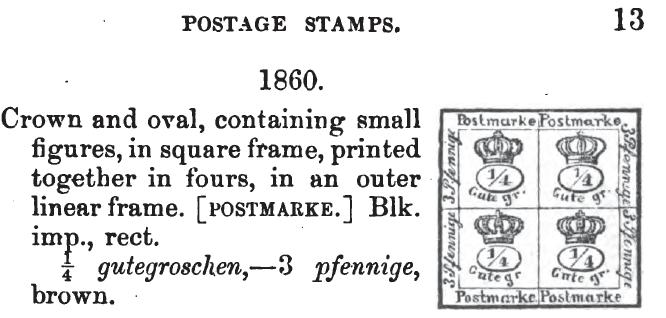 POSTAGE STAMPS. 13
1860.
Crown and oval, containing small
figures, in square frame, printed
together in fours, in an outer
linear frame. [POSTMARKE.] Blk.
imp., rect.
¼ gutegroschen,—3 pfennige,
brown.
Postmarke Postmarke
3 Pfennige 3 Pfennige
1/4 1/4
Gute gr. Gute gr.
3 Pfennige 3 Pfennige
1/4 1/4
Gute gr Gute gr.
Postmarke Postmarke